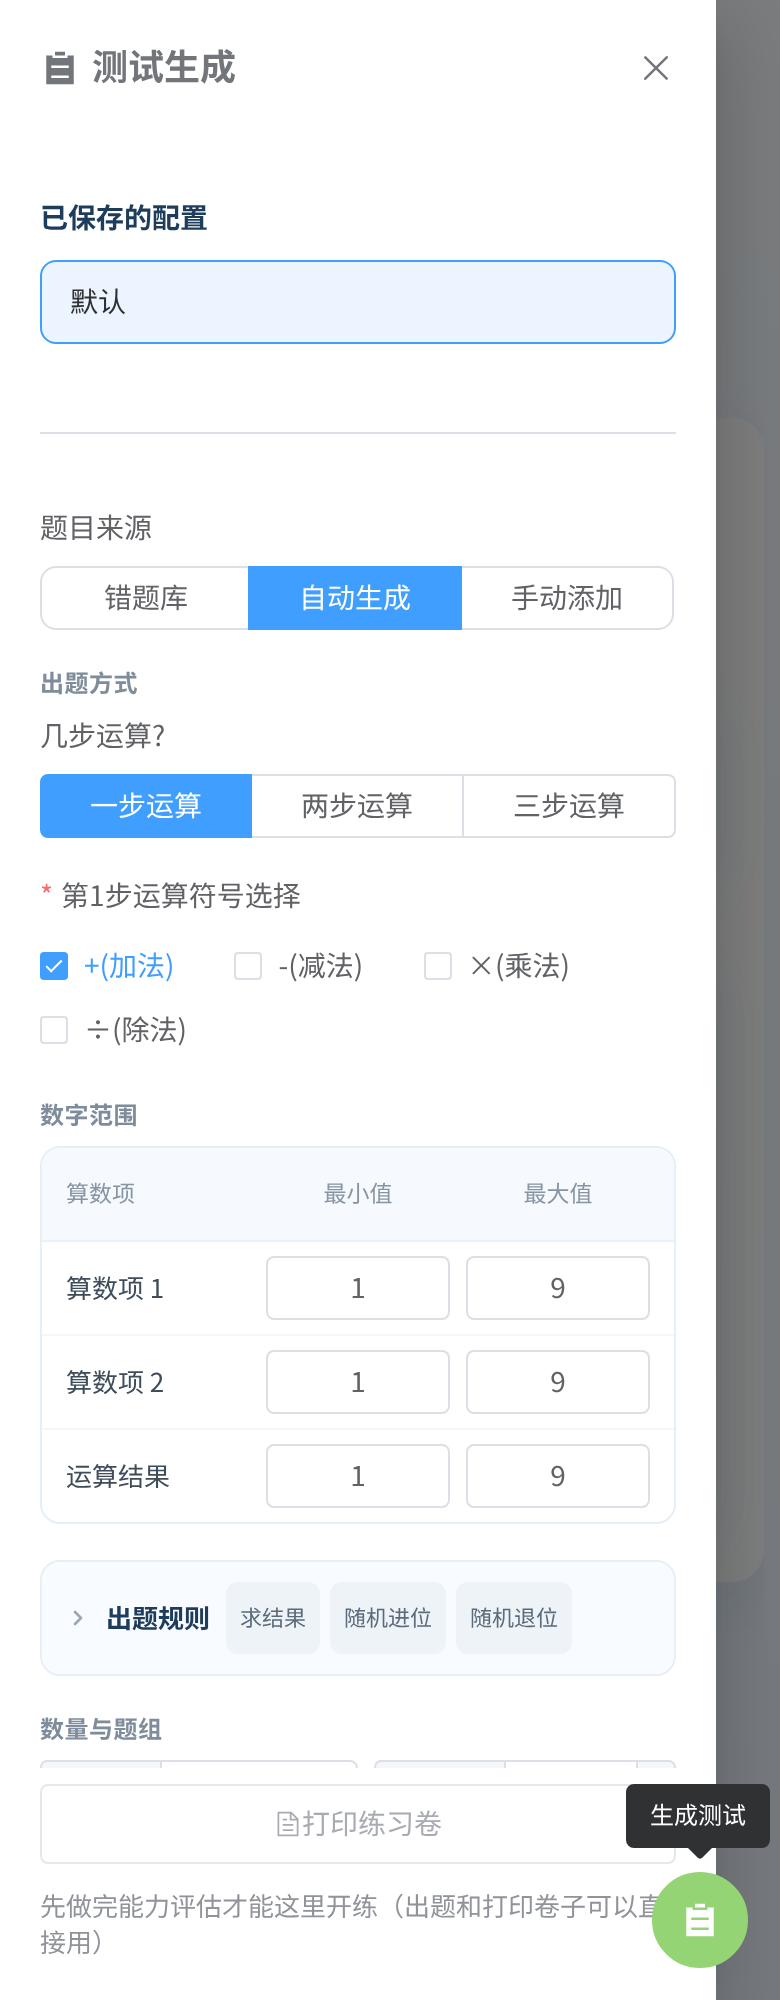 测试生成
已保存的配置
默认
题目来源
错题库 自动生成 手动添加
出题方式
几步运算?
一步运算 两步运算 三步运算
* 第1步运算符号选择
+(加法) -(减法) ×(乘法)
÷(除法)
数字范围
算数项 最小值 最大值
算数项 1 1 9
算数项 2 1 9
运算结果 1 9
出题规则 求结果 随机进位 随机退位
数量与题组
打印练习卷
生成测试
先做完能力评估才能这里开练（出题和打印卷子可以直
接用）